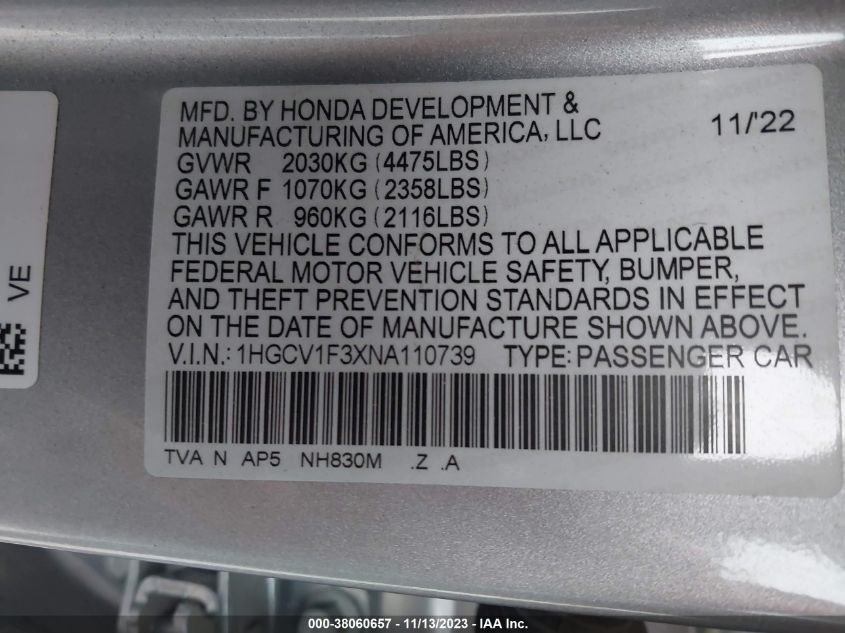 MFD. BY HONDA DEVELOPMENT &
MANUFACTURING OF AMERICA, LLC 11/'22
GVWR 2030KG (4475LBS)
GAWR F 1070KG (2358LBS)
GAWR R 960KG (2116LBS)
THIS VEHICLE CONFORMS TO ALL APPLICABLE
FEDERAL MOTOR VEHICLE SAFETY, BUMPER,
AND THEFT PREVENTION STANDARDS IN EFFECT
ON THE DATE OF MANUFACTURE SHOWN ABOVE.
V.I.N.: 1HGCV1F3XNA110739 TYPE: PASSENGER CAR
TVA N AP5 NH830M .Z .A
VE
000-38060657 - 11/13/2023 - IAA Inc.